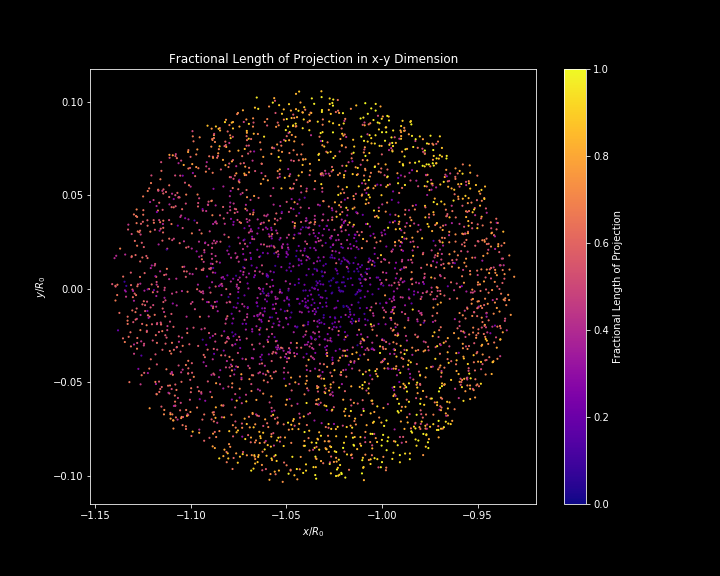 Fractional Length of Projection in x-y Dimension
1.0
0.10
0.8
0.05
0.6
y/R₀
0.00
Fractional Length of Projection
0.4
−0.05
0.2
−0.10
0.0
−1.15 −1.10 −1.05 −1.00 −0.95
x/R₀